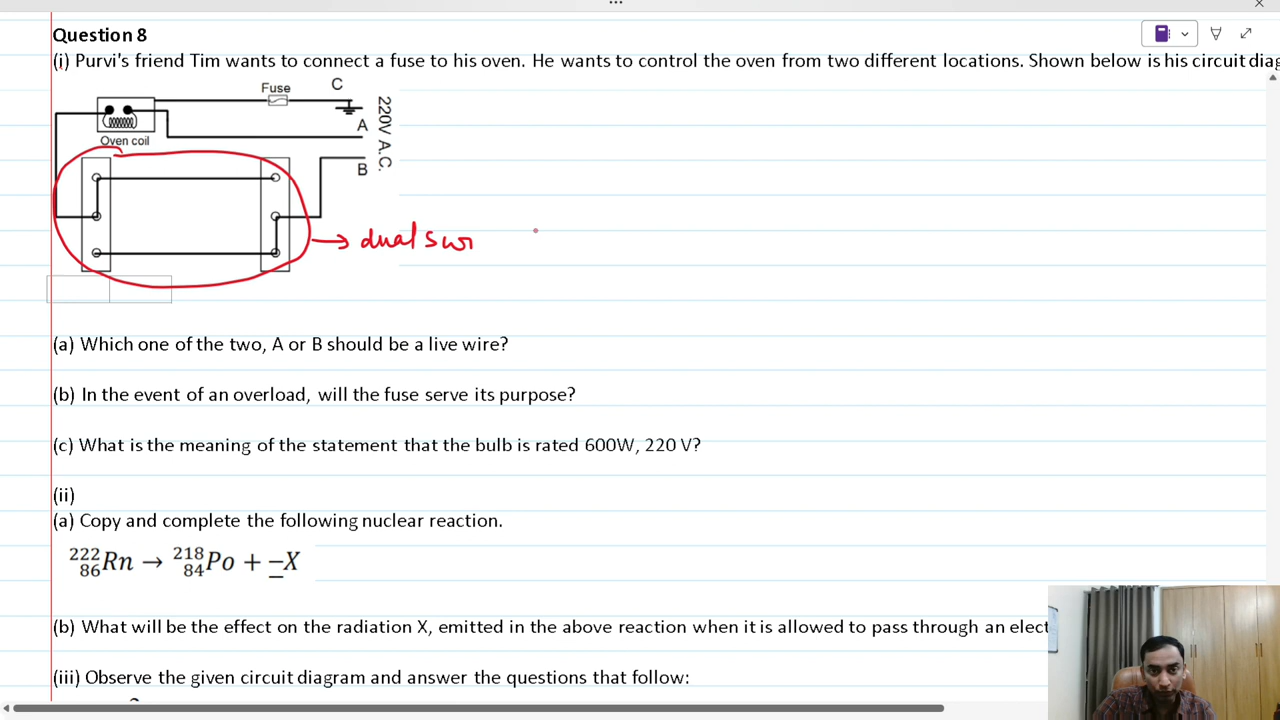 Question 8
(i) Purvi's friend Tim wants to connect a fuse to his oven. He wants to control the oven from two different locations. Shown below is his circuit
Fuse
C
A
Oven coil
B
220V A.C.
dual swi
(a) Which one of the two, A or B should be a live wire?
(b) In the event of an overload, will the fuse serve its purpose?
(c) What is the meaning of the statement that the bulb is rated 600W, 220 V?
(ii)
(a) Copy and complete the following nuclear reaction.
²²²₈₆Rn → ²¹⁸₈₄Po + _X
(b) What will be the effect on the radiation X, emitted in the above reaction when it is allowed to pass through an
(iii) Observe the given circuit diagram and answer the questions that follow: